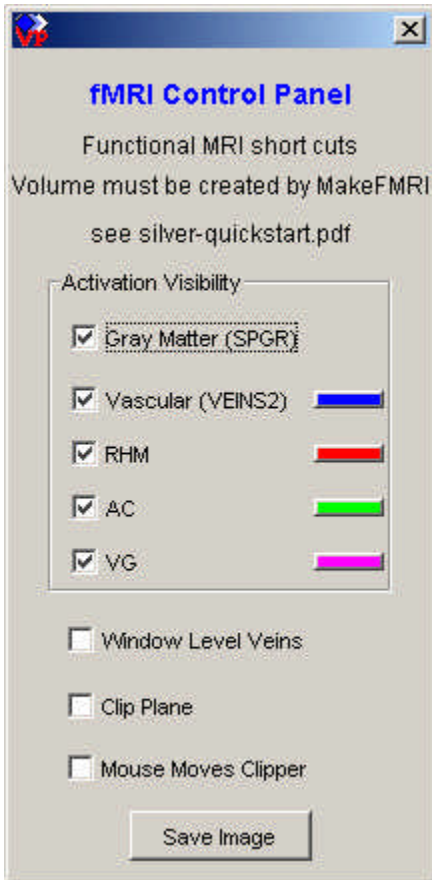 VP
fMRI Control Panel
Functional MRI short cuts
Volume must be created by MakeFMRI
see silver-quickstart.pdf
Activation Visibility
Gray Matter (SPGR)
Vascular (VEINS2)
RHM
AC
VG
Window Level Veins
Clip Plane
Mouse Moves Clipper
Save Image